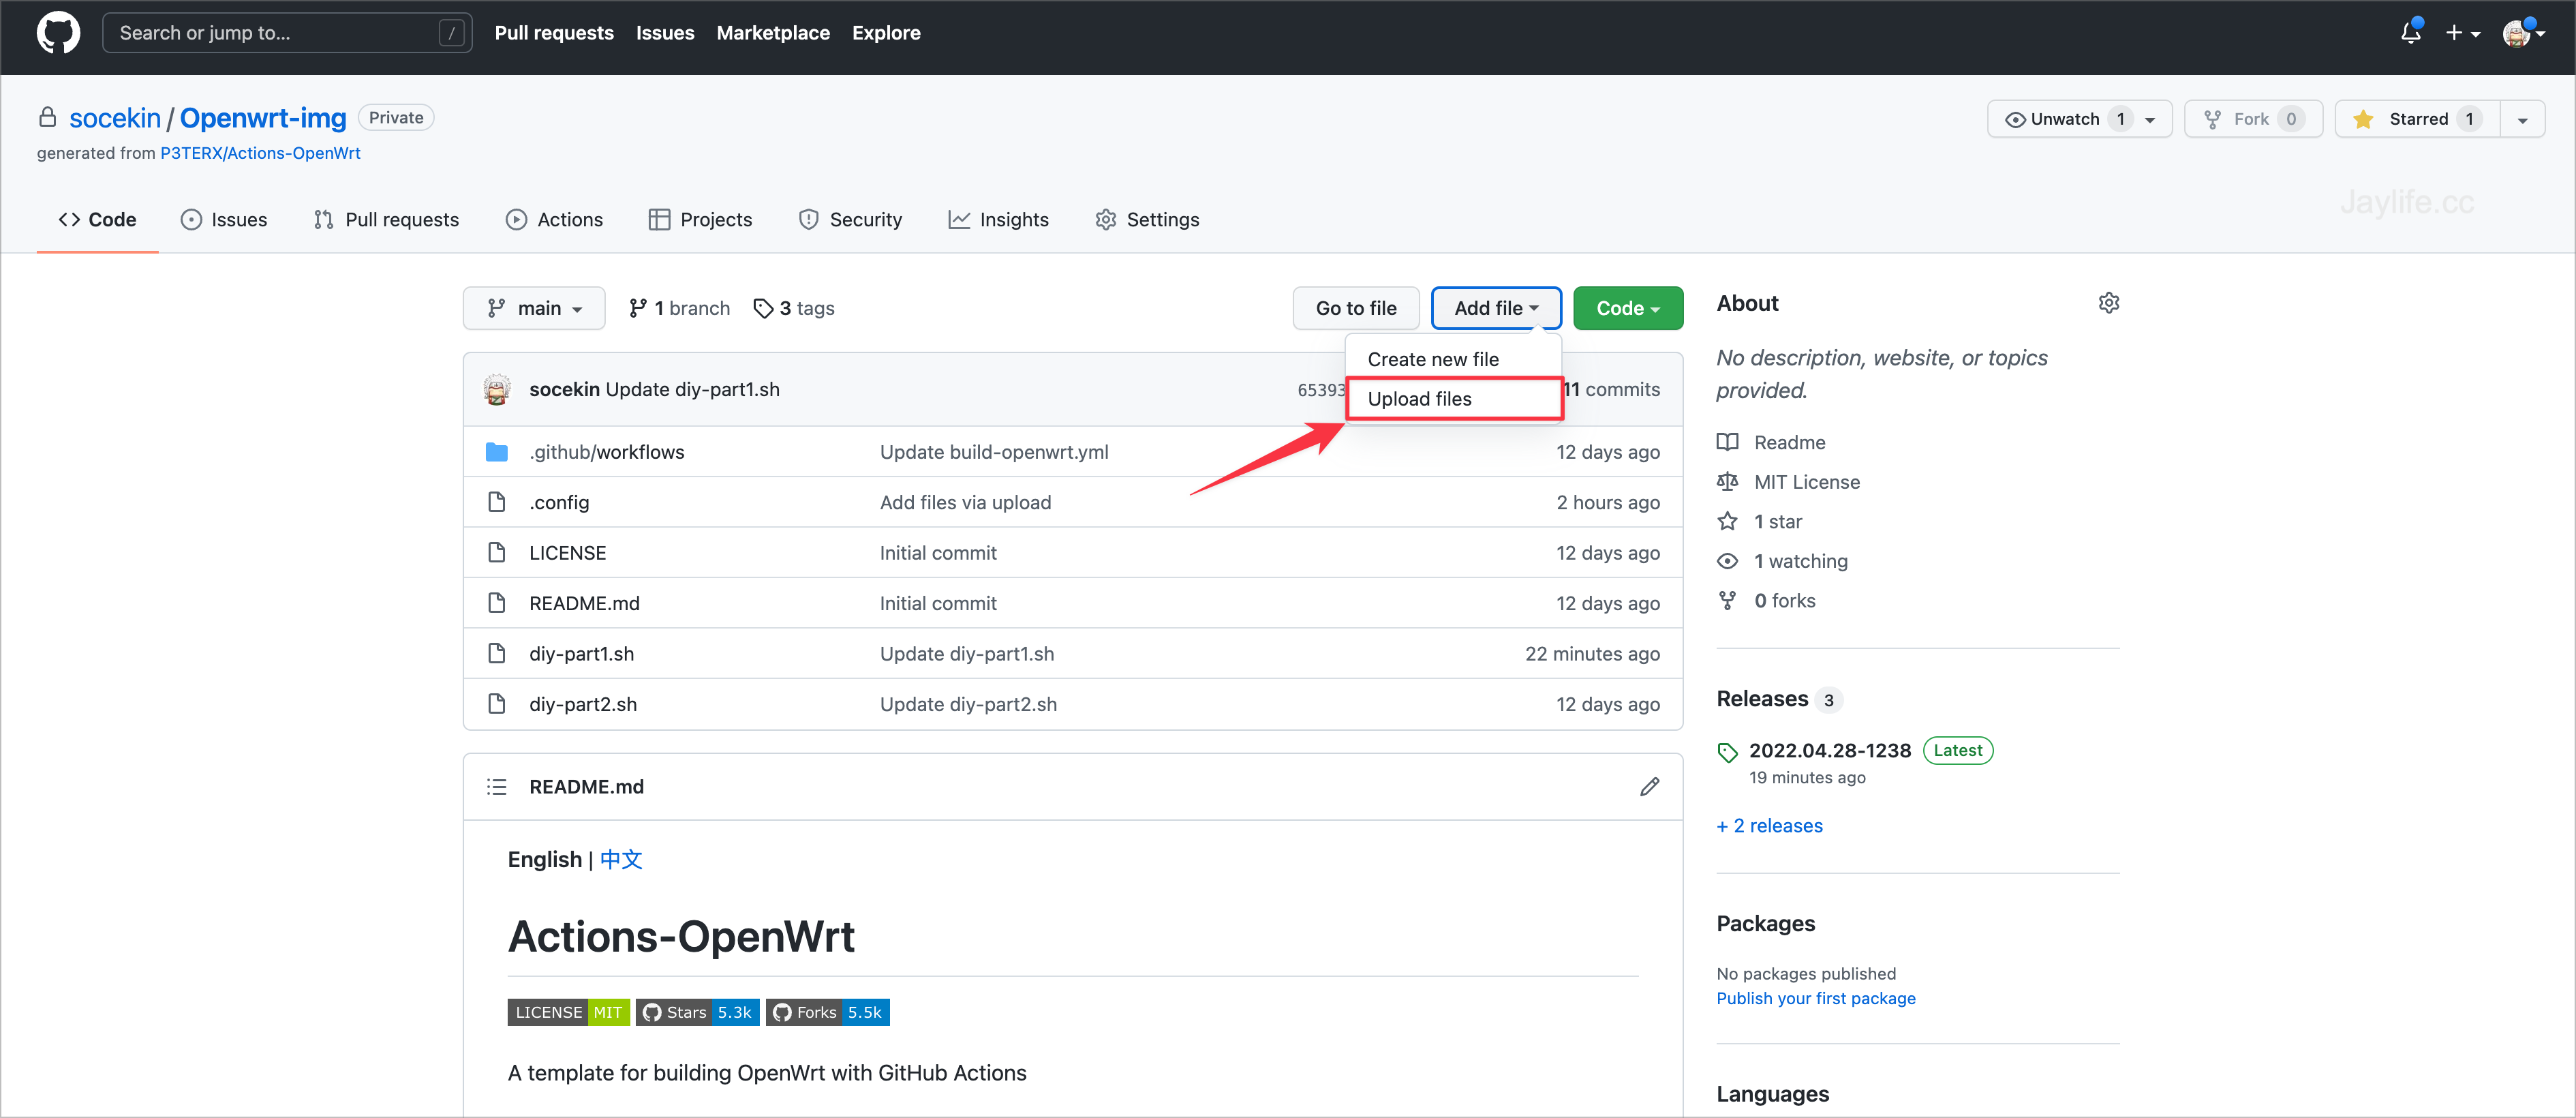 Search or jump to... /
Pull requests Issues Marketplace Explore
socekin / Openwrt-img Private
generated from P3TERX/Actions-OpenWrt
Unwatch 1 Fork 0 Starred 1
Jaylife.cc
Code Issues Pull requests Actions Projects Security Insights Settings
main 1 branch 3 tags
Go to file Add file Code
Create new file
Upload files
socekin Update diy-part1.sh 65393 11 commits
.github/workflows Update build-openwrt.yml 12 days ago
.config Add files via upload 2 hours ago
LICENSE Initial commit 12 days ago
README.md Initial commit 12 days ago
diy-part1.sh Update diy-part1.sh 22 minutes ago
diy-part2.sh Update diy-part2.sh 12 days ago
README.md
English | 中文
Actions-OpenWrt
LICENSE MIT Stars 5.3k Forks 5.5k
A template for building OpenWrt with GitHub Actions
About
No description, website, or topics
provided.
Readme
MIT License
1 star
1 watching
0 forks
Releases 3
2022.04.28-1238 Latest
19 minutes ago
+ 2 releases
Packages
No packages published
Publish your first package
Languages